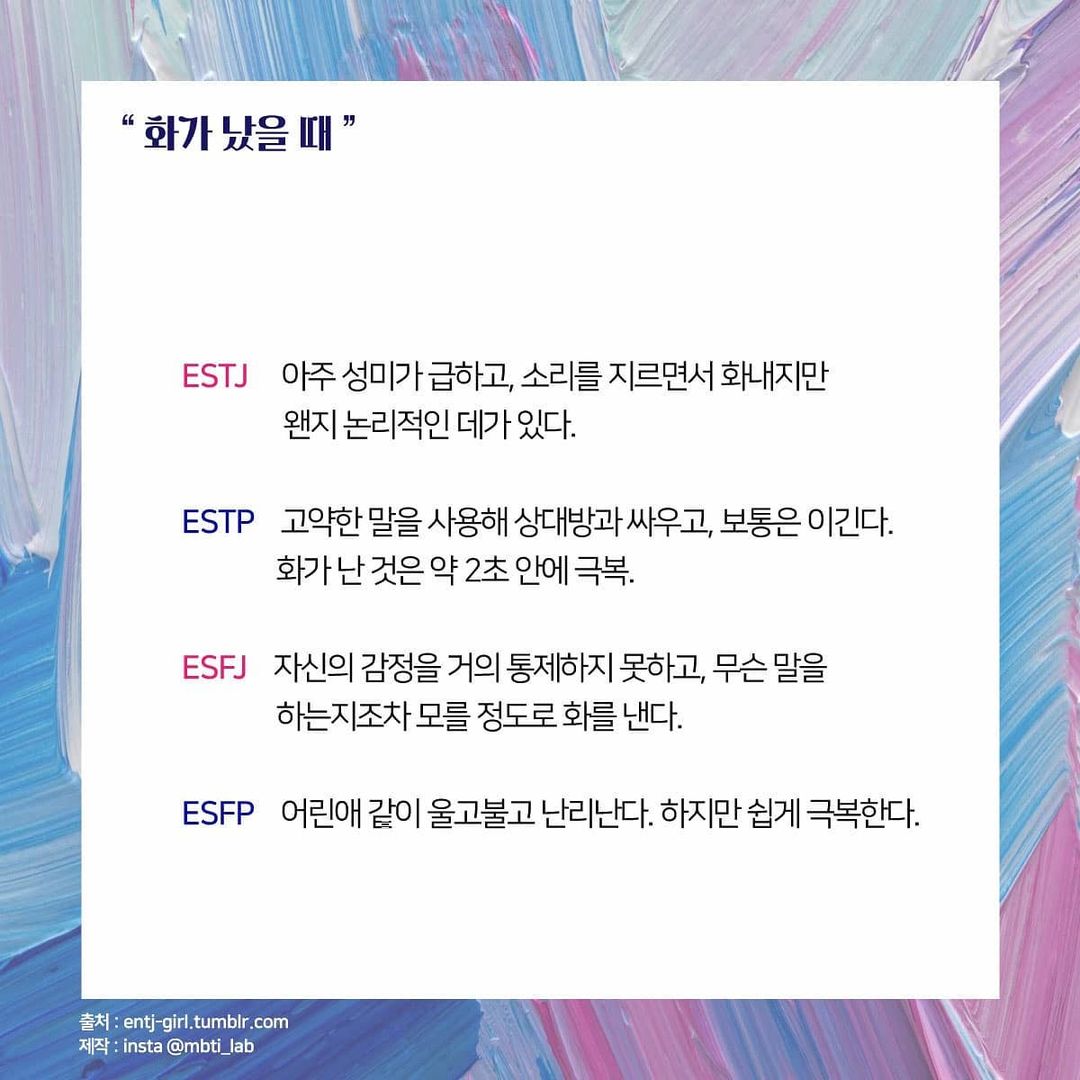 “ 화가 났을 때 ”
ESTJ 아주 성미가 급하고, 소리를 지르면서 화내지만
왠지 논리적인 데가 있다.
ESTP 고약한 말을 사용해 상대방과 싸우고, 보통은 이긴다.
화가 난 것은 약 2초 안에 극복.
ESFJ 자신의 감정을 거의 통제하지 못하고, 무슨 말을
하는지조차 모를 정도로 화를 낸다.
ESFP 어린애 같이 울고불고 난리난다. 하지만 쉽게 극복한다.
출처 : entj-girl.tumblr.com
제작 : insta @mbti_lab